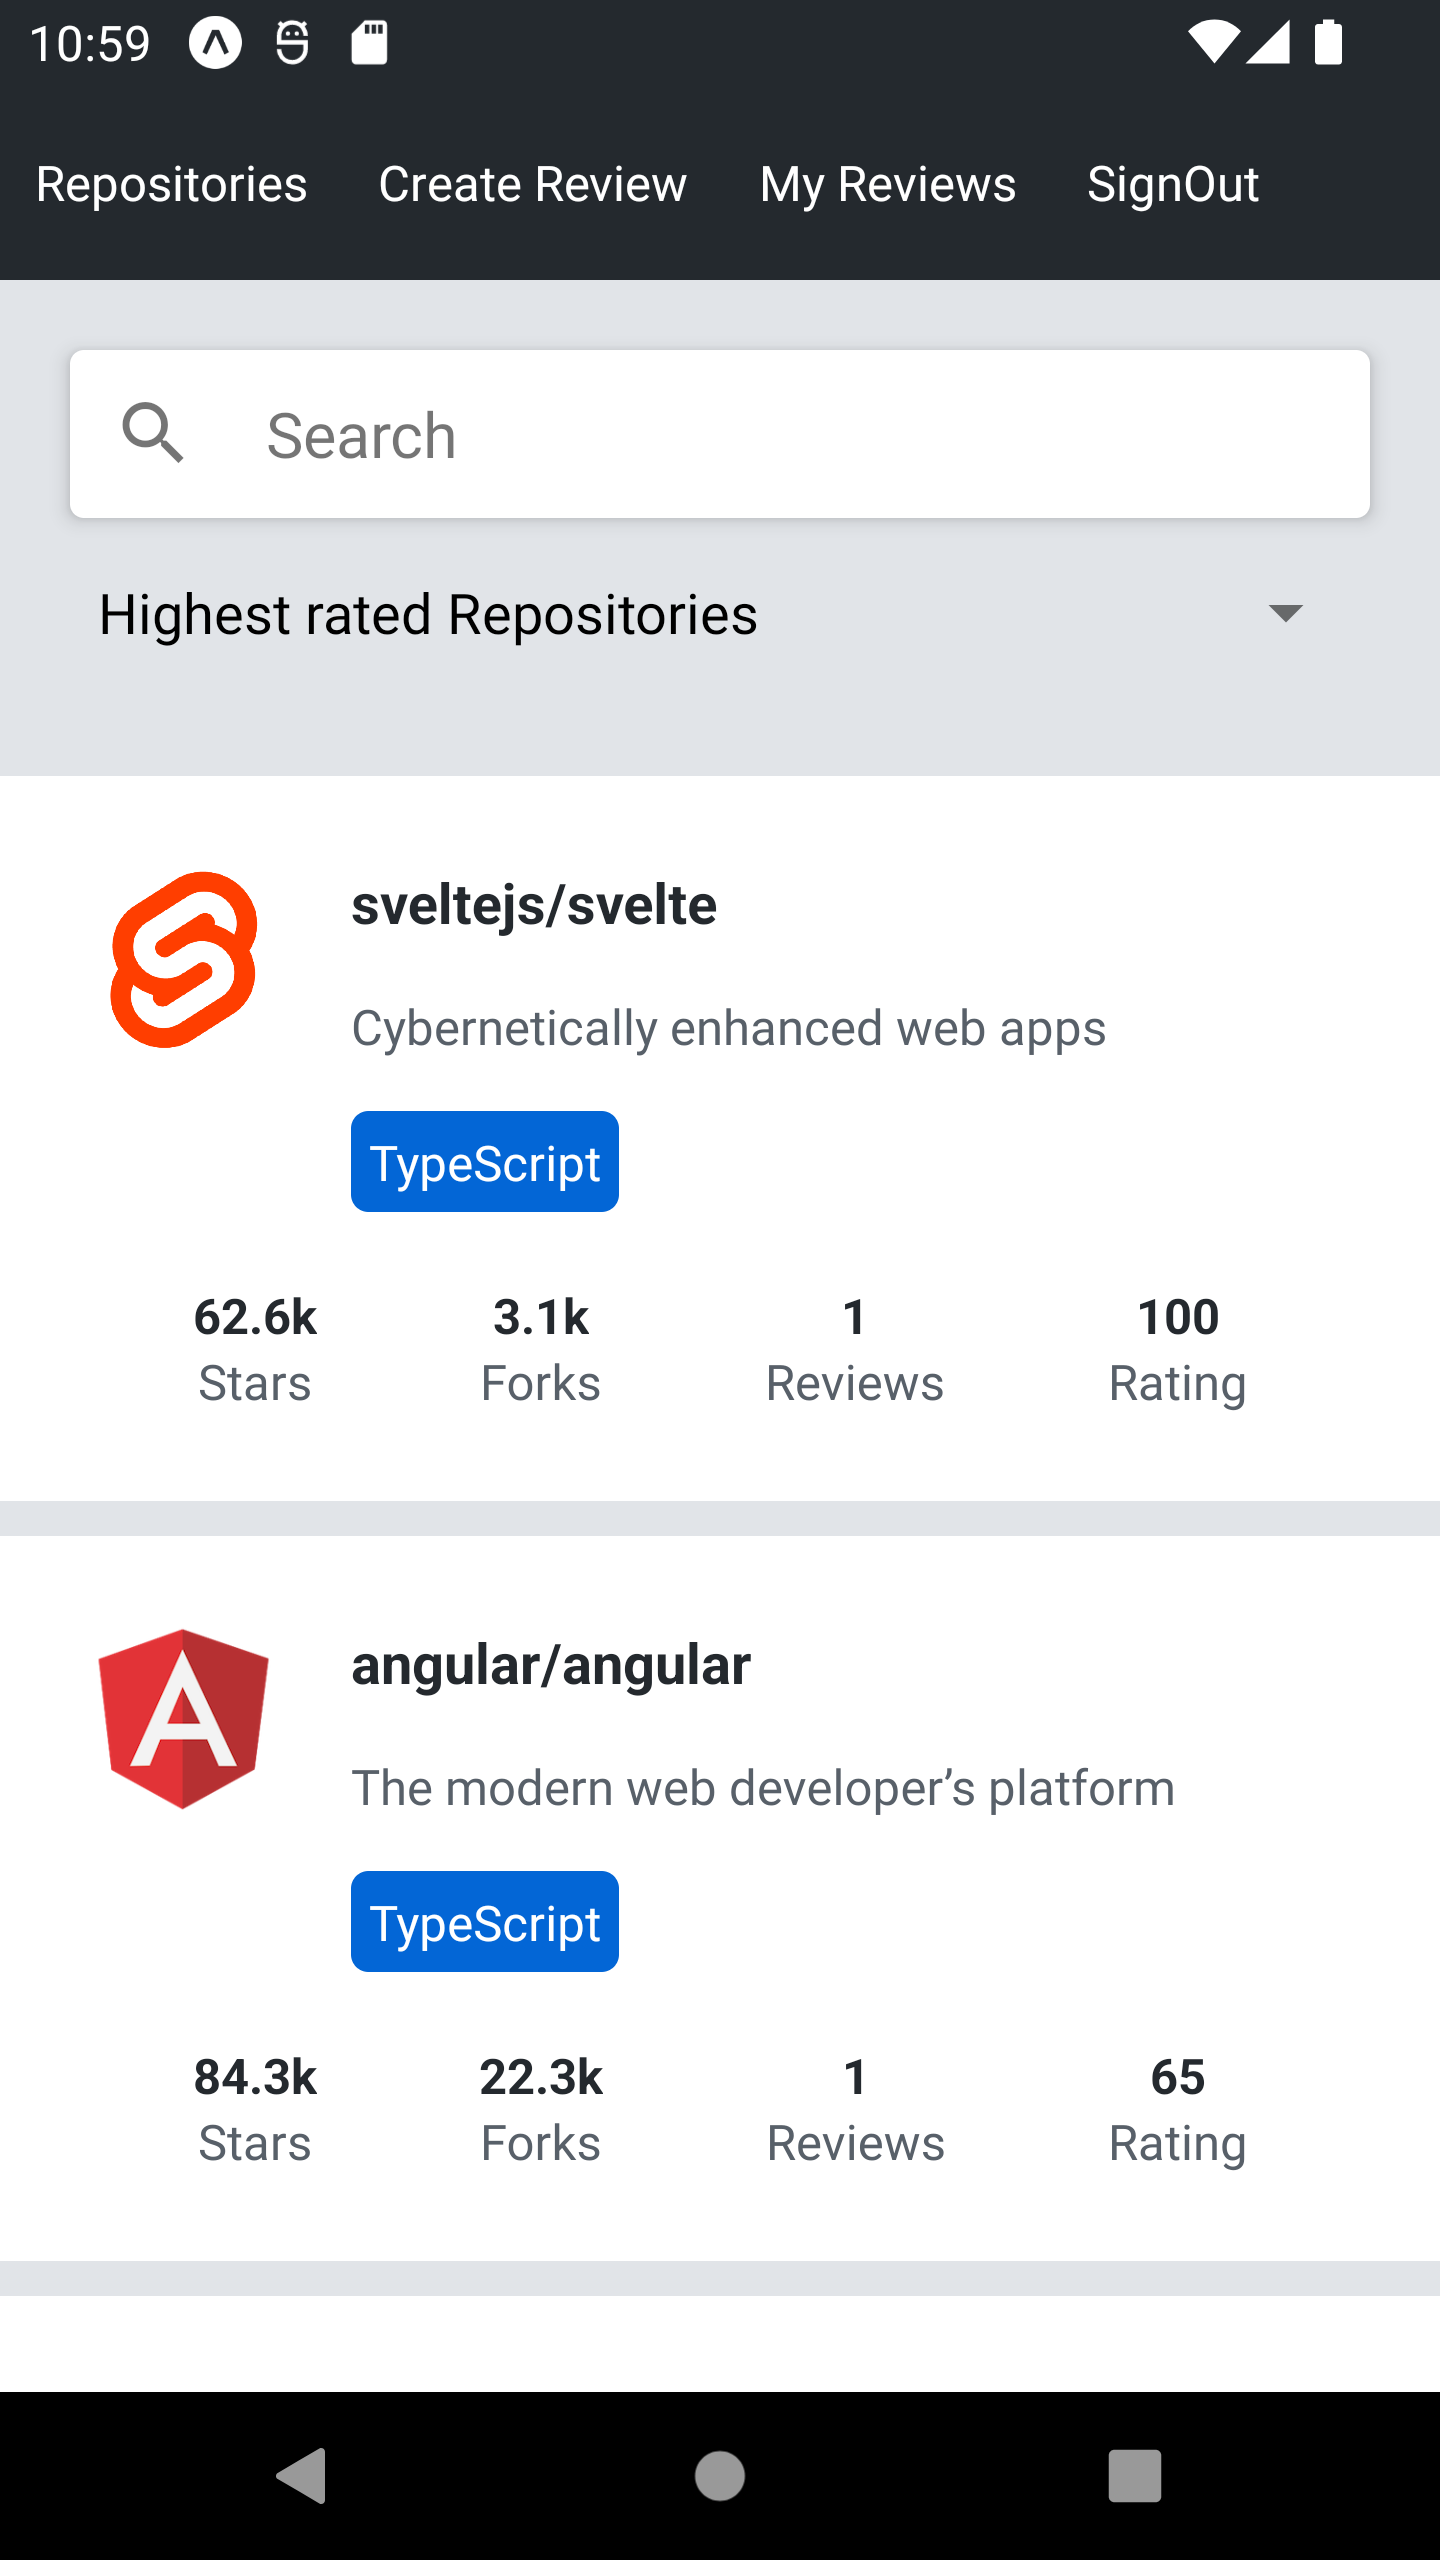 10:59
Repositories Create Review My Reviews SignOut
Search
Highest rated Repositories
sveltejs/svelte
Cybernetically enhanced web apps
TypeScript
62.6k 3.1k 1 100
Stars Forks Reviews Rating
angular/angular
The modern web developer’s platform
TypeScript
84.3k 22.3k 1 65
Stars Forks Reviews Rating